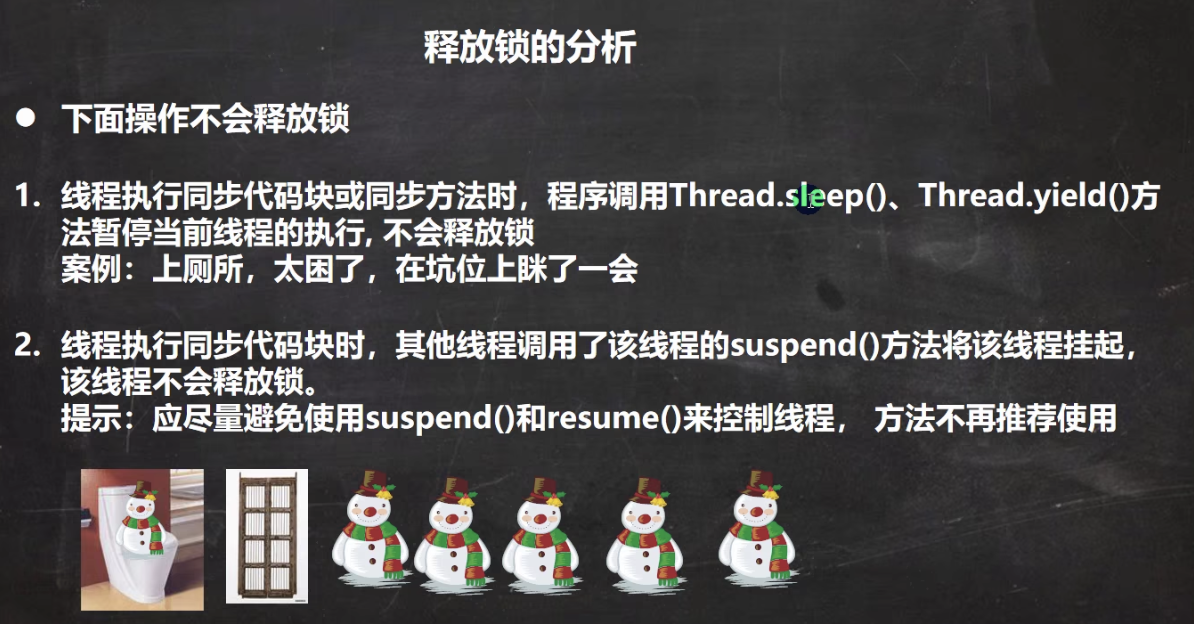 释放锁的分析
● 下面操作不会释放锁
1. 线程执行同步代码块或同步方法时，程序调用Thread.sleep()、Thread.yield()方
法暂停当前线程的执行, 不会释放锁
案例：上厕所，太困了，在坑位上眯了一会
2. 线程执行同步代码块时，其他线程调用了该线程的suspend()方法将该线程挂起，
该线程不会释放锁。
提示：应尽量避免使用suspend()和resume()来控制线程， 方法不再推荐使用